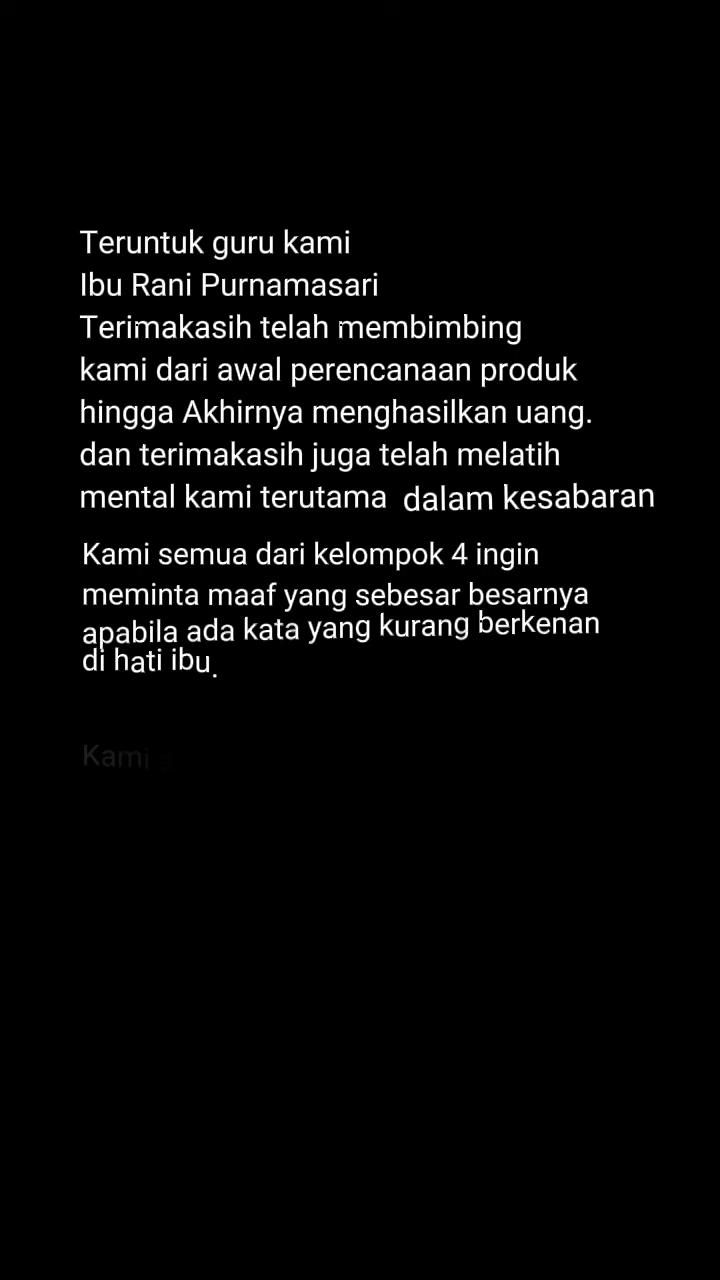 Teruntuk guru kami
Ibu Rani Purnamasari
Terimakasih telah membimbing
kami dari awal perencanaan produk
hingga Akhirnya menghasilkan uang.
dan terimakasih juga telah melatih
mental kami terutama dalam kesabaran
Kami semua dari kelompok 4 ingin
meminta maaf yang sebesar besarnya
apabila ada kata yang kurang berkenan
di hati ibu.
Kami